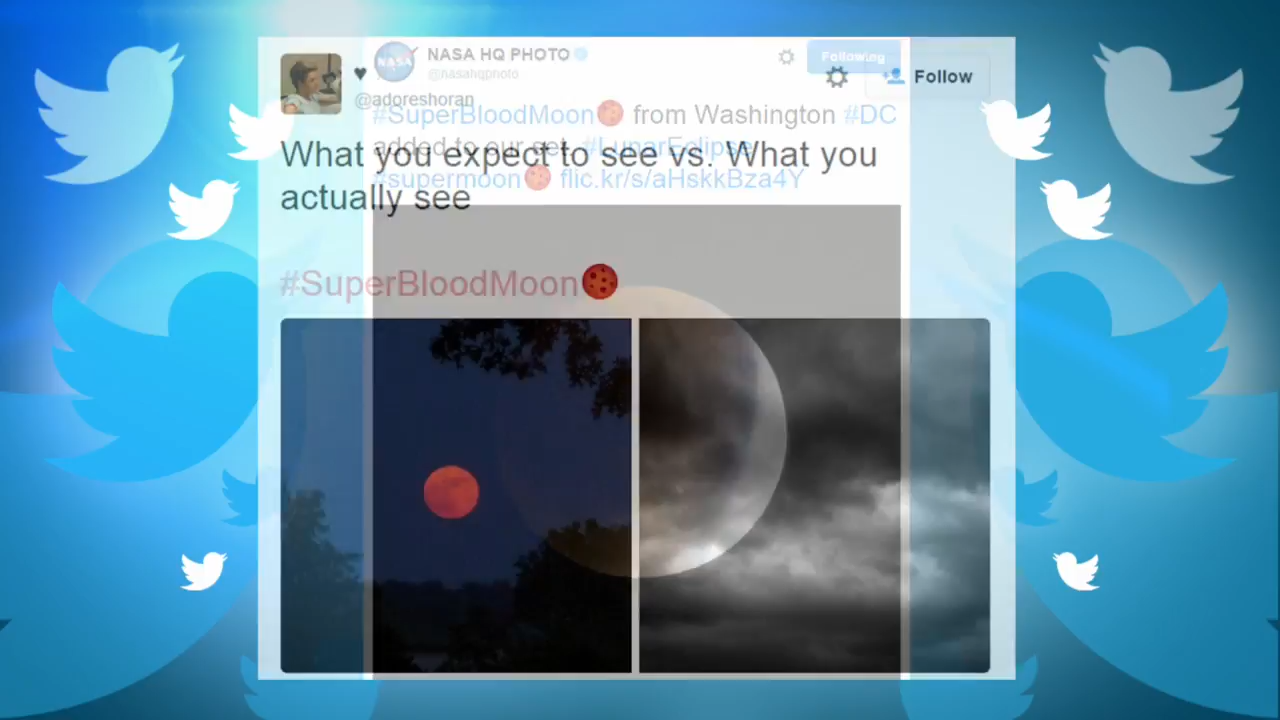 NASA HQ PHOTO
@nasahqphoto
Following
NASA
Follow
@adoreshoran
#SuperBloodMoon from Washington #DC
added to our set #LunarEclipse
#supermoon flic.kr/s/aHskkBza4Y
What you expect to see vs. What you
actually see
#SuperBloodMoon